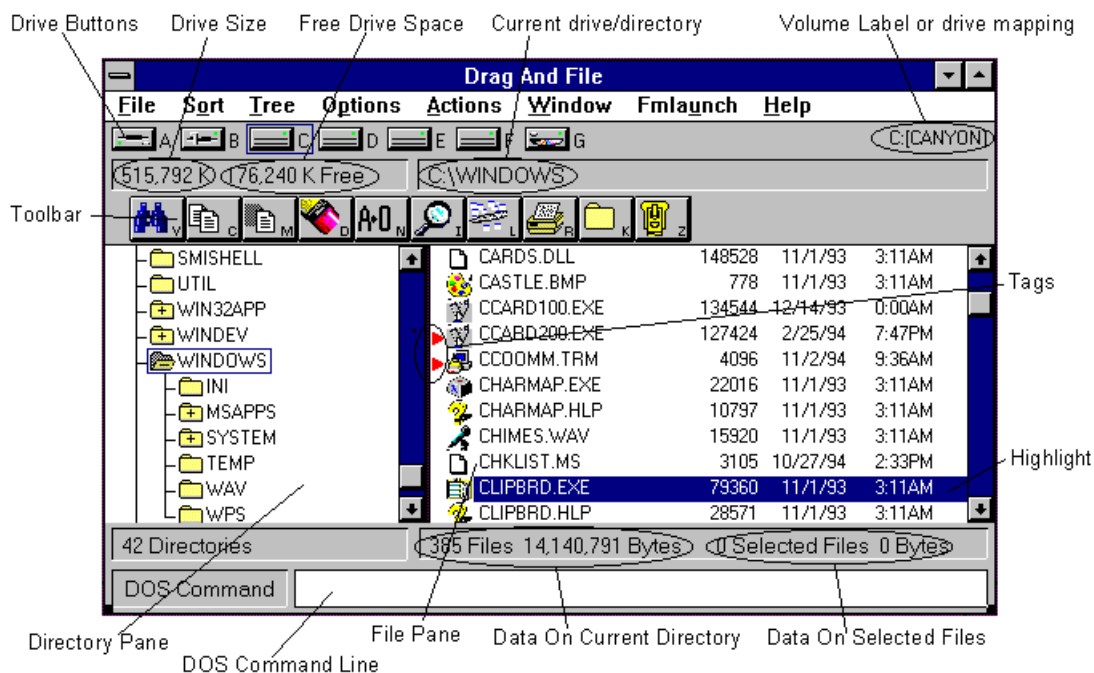 Drive Buttons Drive Size Free Drive Space Current drive/directory Volume Label or drive mapping
Drag And File
File Sort Tree Options Actions Window Fmlaunch Help
A B C D E F G C:[CANYON]
515,792 K 176,240 K Free C:\WINDOWS
Toolbar V C M D A▸O N I L R K Z
SMISHELL
UTIL
WIN32APP
WINDEV
WINDOWS
INI
MSAPPS
SYSTEM
TEMP
WAV
WPS
CARDS.DLL 148528 11/1/93 3:11AM
CASTLE.BMP 778 11/1/93 3:11AM
CCARD100.EXE 134544 12/14/93 0:00AM
CCARD200.EXE 127424 2/25/94 7:47PM
CCOOMM.TRM 4096 11/2/94 9:36AM
CHARMAP.EXE 22016 11/1/93 3:11AM
CHARMAP.HLP 10797 11/1/93 3:11AM
CHIMES.WAV 15920 11/1/93 3:11AM
CHKLIST.MS 3105 10/27/94 2:33PM
CLIPBRD.EXE 79360 11/1/93 3:11AM
CLIPBRD.HLP 28571 11/1/93 3:11AM
Tags
Highlight
42 Directories 385 Files 14,140,791 Bytes 0 Selected Files 0 Bytes
DOS Command
Directory Pane File Pane Data On Current Directory Data On Selected Files
DOS Command Line